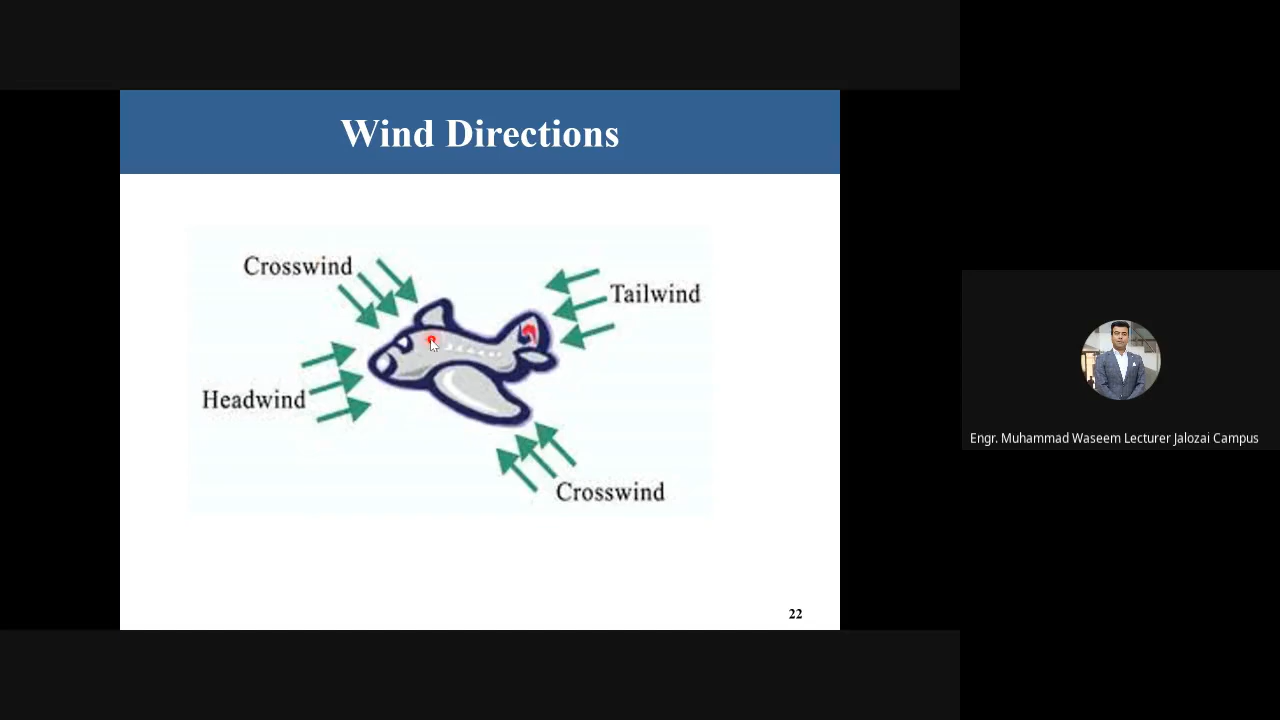 Wind Directions
Crosswind
Tailwind
Headwind
Crosswind
22
Engr. Muhammad Waseem Lecturer Jalozai Campus